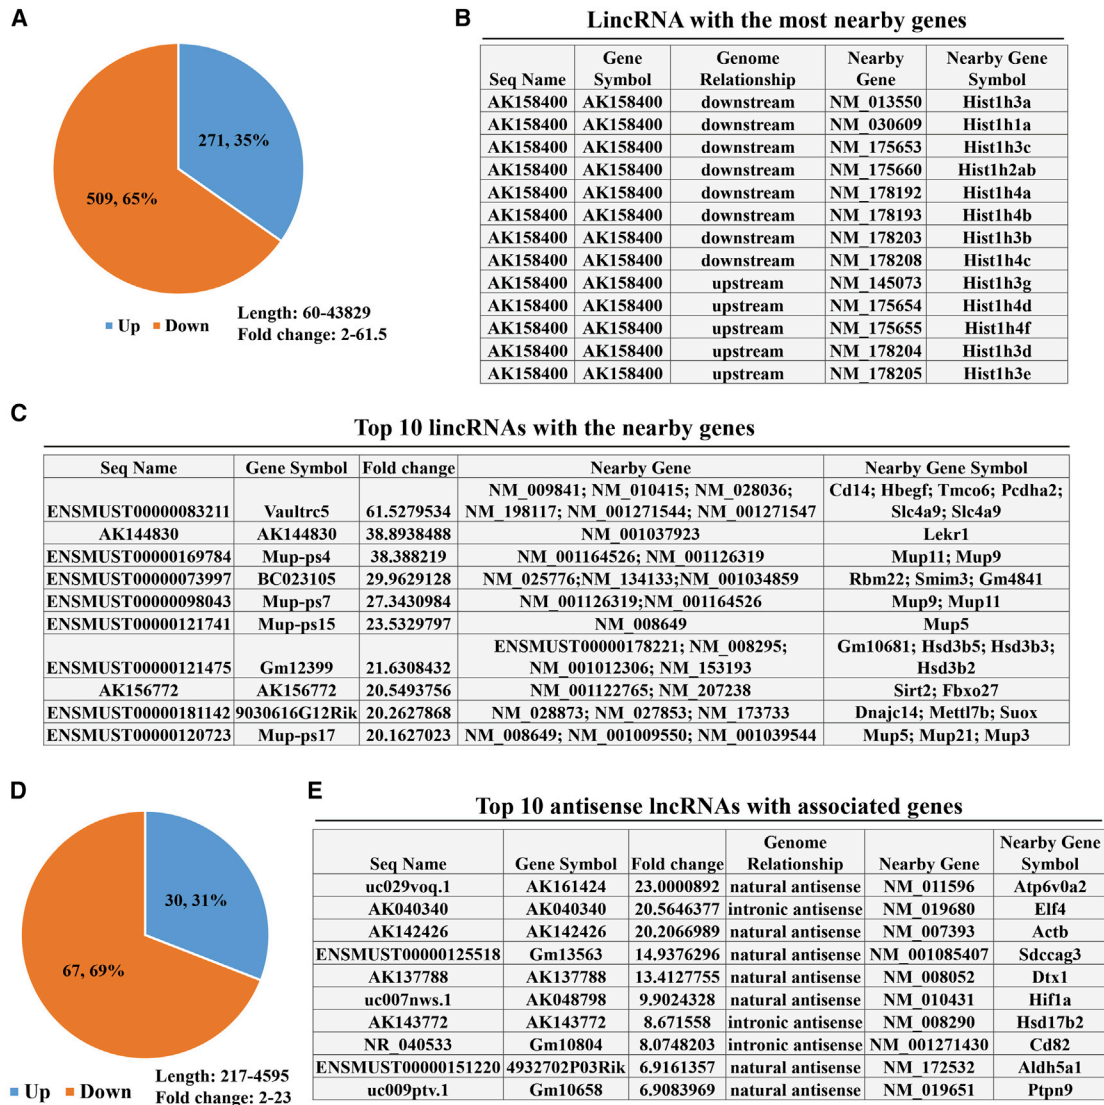 A
271, 35%
509, 65%
Up Down
Length: 60-43829
Fold change: 2-61.5
B
LincRNA with the most nearby genes
Seq Name Gene Symbol Genome Relationship Nearby Gene Nearby Gene Symbol
AK158400 AK158400 downstream NM_013550 Hist1h3a
AK158400 AK158400 downstream NM_030609 Hist1h1a
AK158400 AK158400 downstream NM_175653 Hist1h3c
AK158400 AK158400 downstream NM_175660 Hist1h2ab
AK158400 AK158400 downstream NM_178192 Hist1h4a
AK158400 AK158400 downstream NM_178193 Hist1h4b
AK158400 AK158400 downstream NM_178203 Hist1h3b
AK158400 AK158400 downstream NM_178208 Hist1h4c
AK158400 AK158400 upstream NM_145073 Hist1h3g
AK158400 AK158400 upstream NM_175654 Hist1h4d
AK158400 AK158400 upstream NM_175655 Hist1h4f
AK158400 AK158400 upstream NM_178204 Hist1h3d
AK158400 AK158400 upstream NM_178205 Hist1h3e
C
Top 10 lincRNAs with the nearby genes
Seq Name Gene Symbol Fold change Nearby Gene Nearby Gene Symbol
ENSMUST00000083211 Vaultrc5 61.5279534 NM_009841; NM_010415; NM_028036; NM_198117; NM_001271544; NM_001271547 Cd14; Hbegf; Tmco6; Pcdha2; Slc4a9; Slc4a9
AK144830 AK144830 38.8938488 NM_001037923 Lekr1
ENSMUST00000169784 Mup-ps4 38.388219 NM_001164526; NM_001126319 Mup11; Mup9
ENSMUST00000073997 BC023105 29.9629128 NM_025776;NM_134133;NM_001034859 Rbm22; Smim3; Gm4841
ENSMUST00000098043 Mup-ps7 27.3430984 NM_001126319;NM_001164526 Mup9; Mup11
ENSMUST00000121741 Mup-ps15 23.5329797 NM_008649 Mup5
ENSMUST00000121475 Gm12399 21.6308432 ENSMUST00000178221; NM_008295; NM_001012306; NM_153193 Gm10681; Hsd3b5; Hsd3b3; Hsd3b2
AK156772 AK156772 20.5493756 NM_001122765; NM_207238 Sirt2; Fbxo27
ENSMUST00000181142 9030616G12Rik 20.2627868 NM_028873; NM_027853; NM_173733 Dnajc14; Mettl7b; Suox
ENSMUST00000120723 Mup-ps17 20.1627023 NM_008649; NM_001009550; NM_001039544 Mup5; Mup21; Mup3
D
30, 31%
67, 69%
Up Down
Length: 217-4595
Fold change: 2-23
E
Top 10 antisense lncRNAs with associated genes
Seq Name Gene Symbol Fold change Genome Relationship Nearby Gene Nearby Gene Symbol
uc029voq.1 AK161424 23.0000892 natural antisense NM_011596 Atp6v0a2
AK040340 AK040340 20.5646377 intronic antisense NM_019680 Elf4
AK142426 AK142426 20.2066989 natural antisense NM_007393 Actb
ENSMUST00000125518 Gm13563 14.9376296 natural antisense NM_001085407 Sdccag3
AK137788 AK137788 13.4127755 natural antisense NM_008052 Dtx1
uc007nws.1 AK048798 9.9024328 natural antisense NM_010431 Hif1a
AK143772 AK143772 8.671558 intronic antisense NM_008290 Hsd17b2
NR_040533 Gm10804 8.0748203 intronic antisense NM_001271430 Cd82
ENSMUST00000151220 4932702P03Rik 6.9161357 natural antisense NM_172532 Aldh5a1
uc009ptv.1 Gm10658 6.9083969 natural antisense NM_019651 Ptpn9